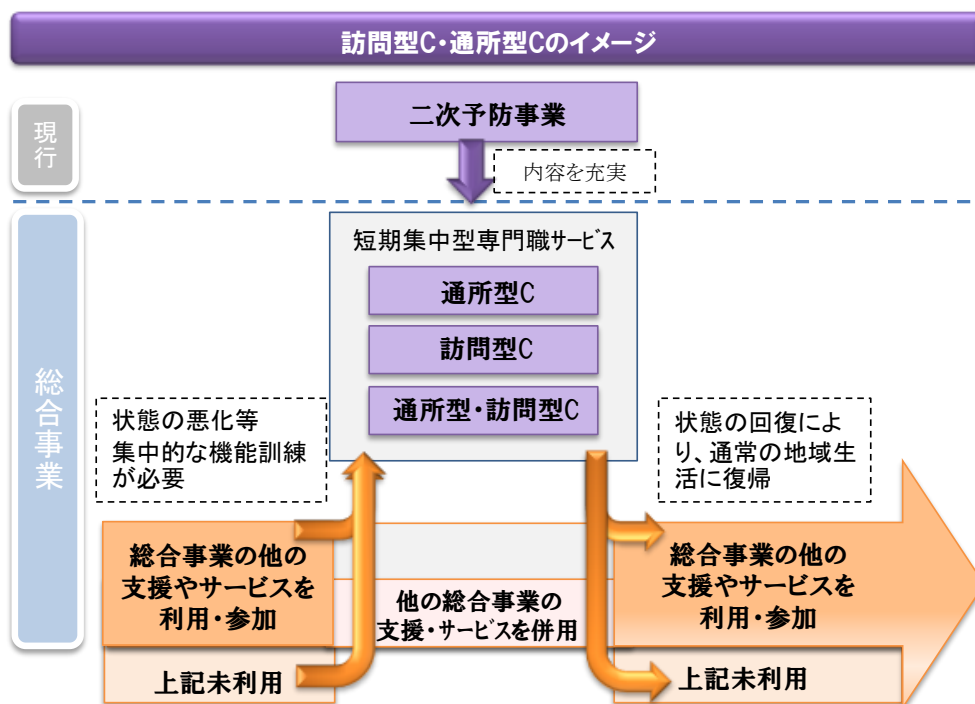 訪問型C・通所型Cのイメージ
現行
二次予防事業
内容を充実
総合事業
短期集中型専門職サービス
通所型C
訪問型C
通所型・訪問型C
状態の悪化等
集中的な機能訓練
が必要
状態の回復によ
り、通常の地域生
活に復帰
総合事業の他の
支援やサービスを
利用・参加
他の総合事業の
支援・サービスを併用
総合事業の他の
支援やサービスを
利用・参加
上記未利用
上記未利用